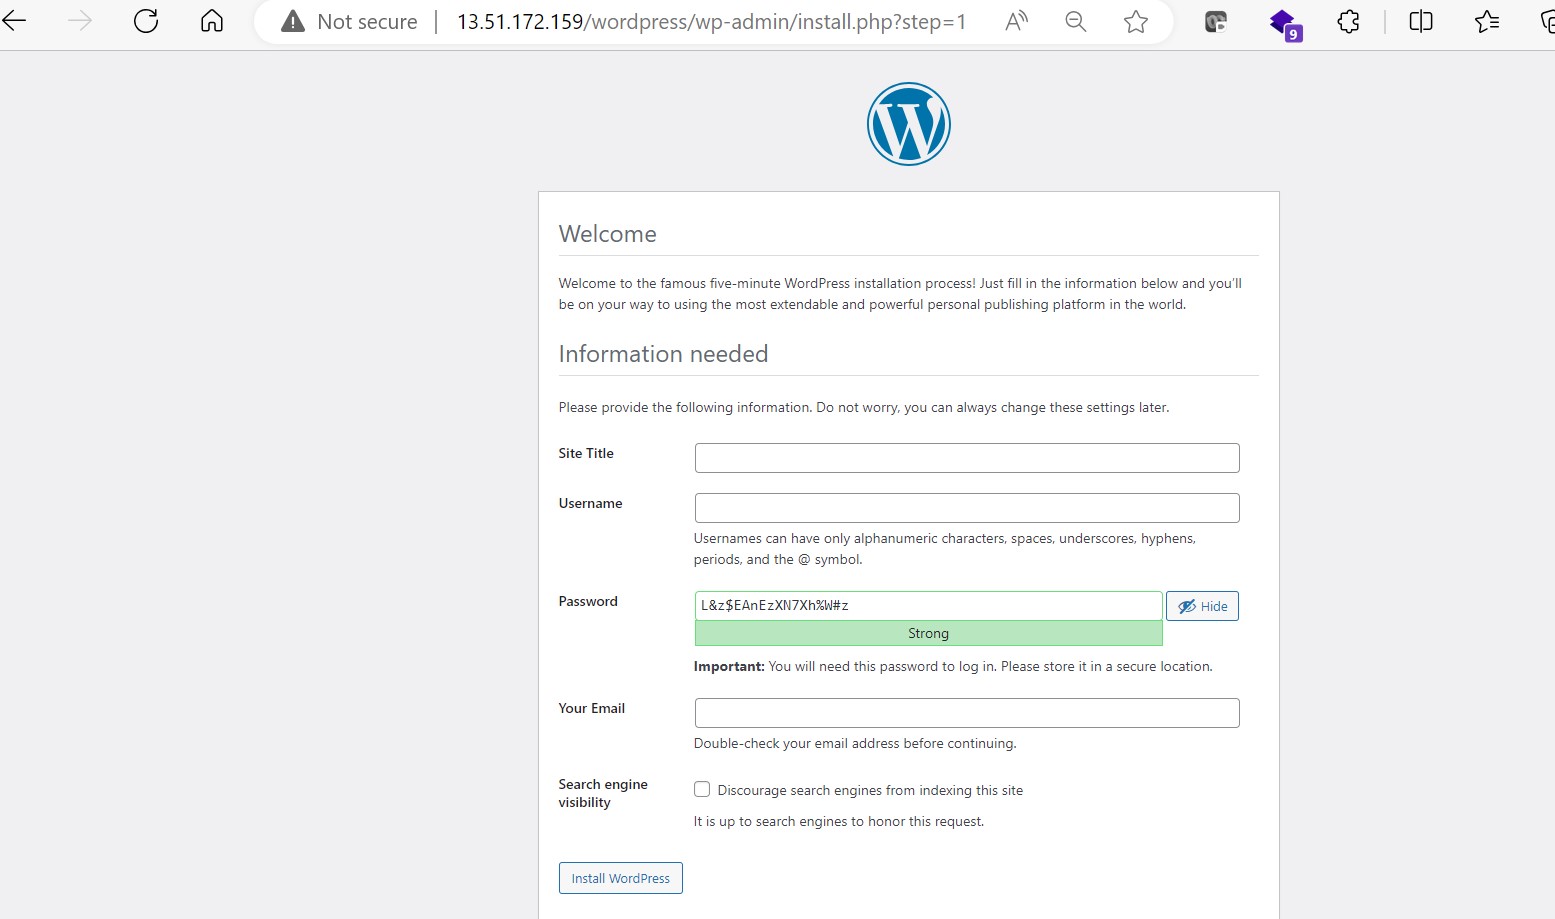 Not secure | 13.51.172.159/wordpress/wp-admin/install.php?step=1
9
Welcome
Welcome to the famous five-minute WordPress installation process! Just fill in the information below and you'll
be on your way to using the most extendable and powerful personal publishing platform in the world.
Information needed
Please provide the following information. Do not worry, you can always change these settings later.
Site Title
Username
Usernames can have only alphanumeric characters, spaces, underscores, hyphens,
periods, and the @ symbol.
Password
L&z$EAnEzXN7Xh%W#z
Hide
Strong
Important: You will need this password to log in. Please store it in a secure location.
Your Email
Double-check your email address before continuing.
Search engine
visibility
Discourage search engines from indexing this site
It is up to search engines to honor this request.
Install WordPress